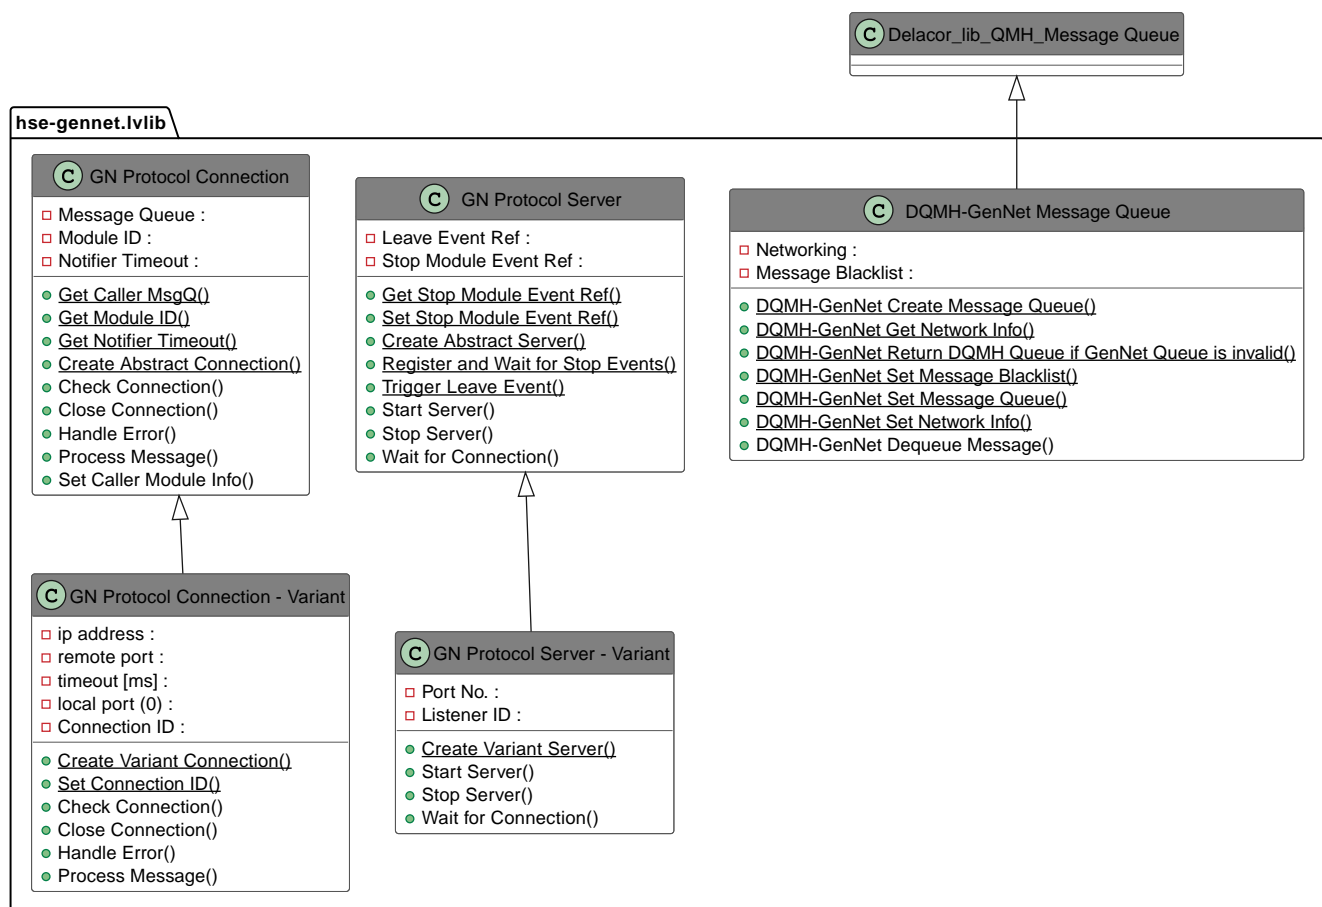 C Delacor_lib_QMH_Message Queue
hse-gennet.lvlib
C GN Protocol Connection
Message Queue :
Module ID :
Notifier Timeout :
Get Caller MsgQ()
Get Module ID()
Get Notifier Timeout()
Create Abstract Connection()
Check Connection()
Close Connection()
Handle Error()
Process Message()
Set Caller Module Info()
C GN Protocol Server
Leave Event Ref :
Stop Module Event Ref :
Get Stop Module Event Ref()
Set Stop Module Event Ref()
Create Abstract Server()
Register and Wait for Stop Events()
Trigger Leave Event()
Start Server()
Stop Server()
Wait for Connection()
C DQMH-GenNet Message Queue
Networking :
Message Blacklist :
DQMH-GenNet Create Message Queue()
DQMH-GenNet Get Network Info()
DQMH-GenNet Return DQMH Queue if GenNet Queue is invalid()
DQMH-GenNet Set Message Blacklist()
DQMH-GenNet Set Message Queue()
DQMH-GenNet Set Network Info()
DQMH-GenNet Dequeue Message()
C GN Protocol Connection - Variant
ip address :
remote port :
timeout [ms] :
local port (0) :
Connection ID :
Create Variant Connection()
Set Connection ID()
Check Connection()
Close Connection()
Handle Error()
Process Message()
C GN Protocol Server - Variant
Port No. :
Listener ID :
Create Variant Server()
Start Server()
Stop Server()
Wait for Connection()